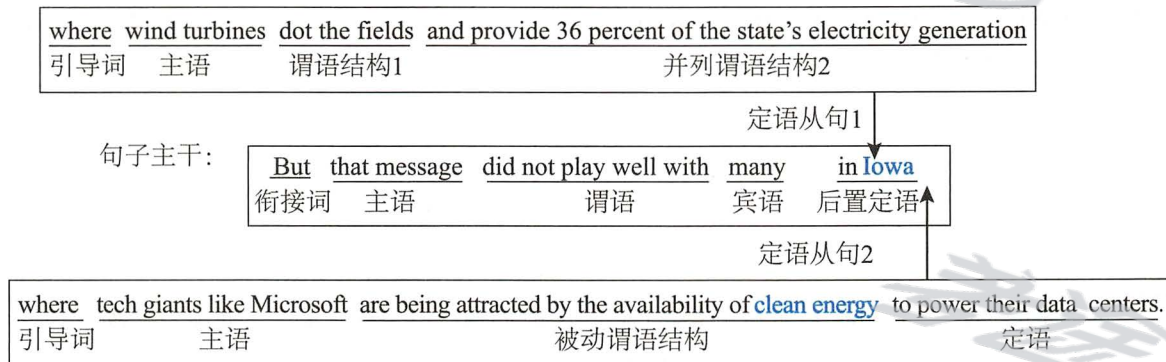 where wind turbines dot the fields and provide 36 percent of the state's electricity generation
引导词 主语 谓语结构1 并列谓语结构2
定语从句1
句子主干:
But that message did not play well with many in Iowa
衔接词 主语 谓语 宾语 后置定语
定语从句2
where tech giants like Microsoft are being attracted by the availability of clean energy to power their data centers.
引导词 主语 被动谓语结构 定语